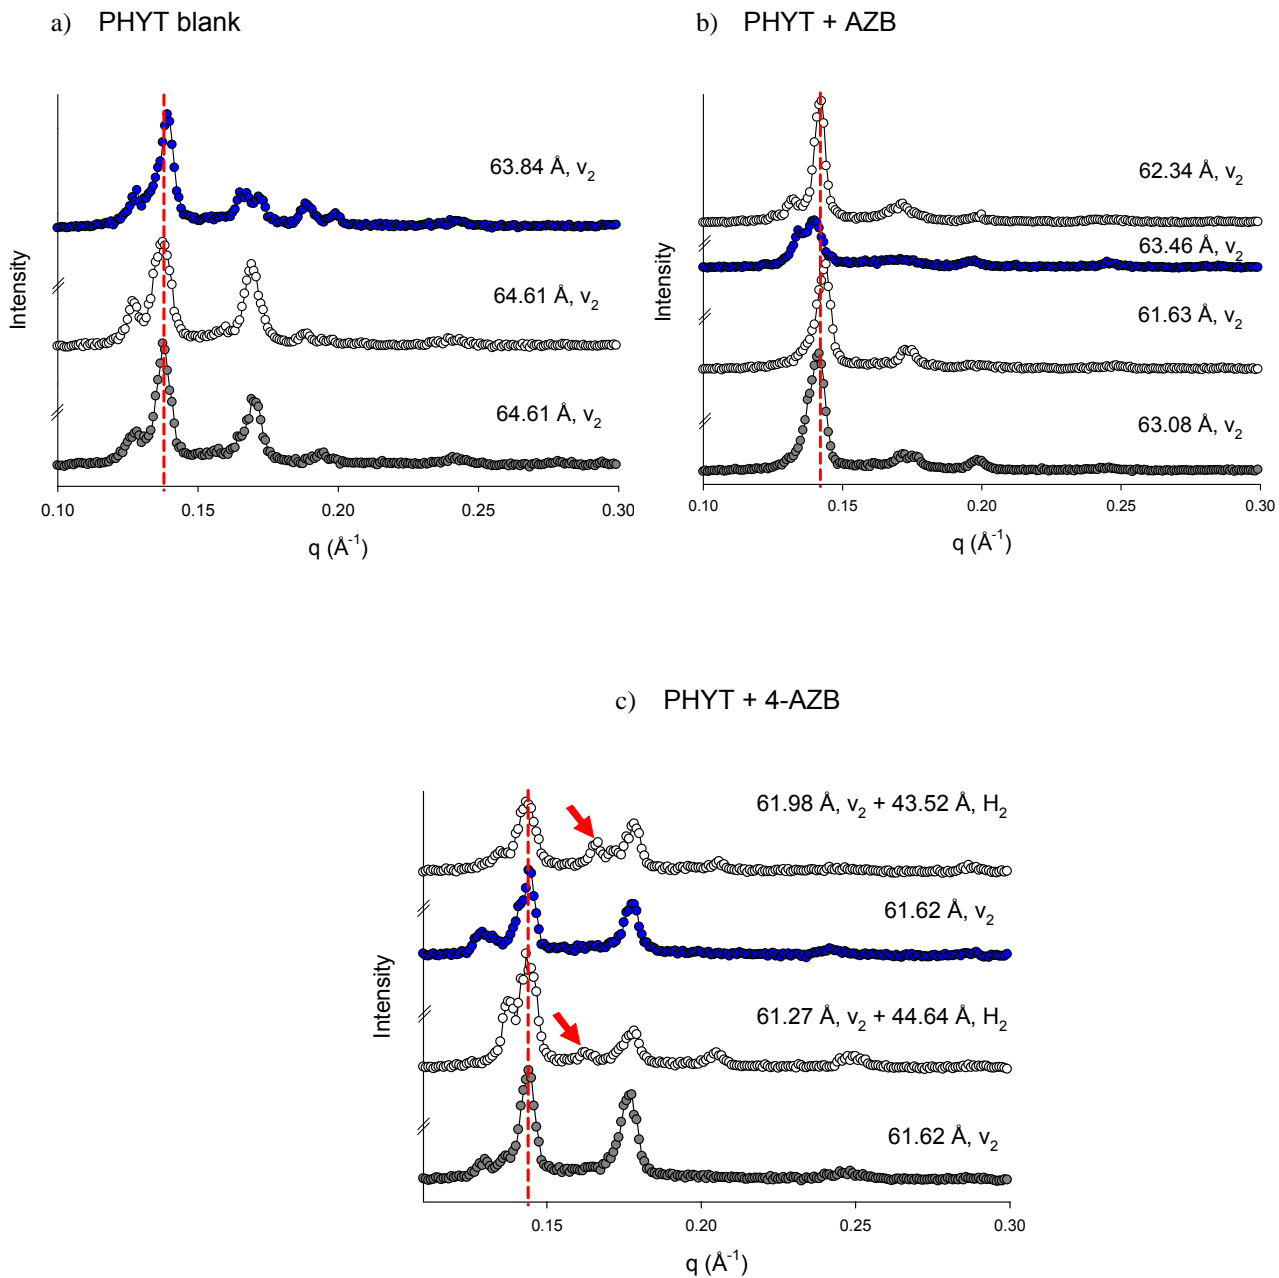 a) PHYT blank
b) PHYT + AZB
63.84 Å, v₂
64.61 Å, v₂
64.61 Å, v₂
Intensity
0.10 0.15 0.20 0.25 0.30
q (Å⁻¹)
62.34 Å, v₂
63.46 Å, v₂
61.63 Å, v₂
63.08 Å, v₂
Intensity
0.10 0.15 0.20 0.25 0.30
q (Å⁻¹)
c) PHYT + 4-AZB
61.98 Å, v₂ + 43.52 Å, H₂
61.62 Å, v₂
61.27 Å, v₂ + 44.64 Å, H₂
61.62 Å, v₂
Intensity
0.15 0.20 0.25 0.30
q (Å⁻¹)